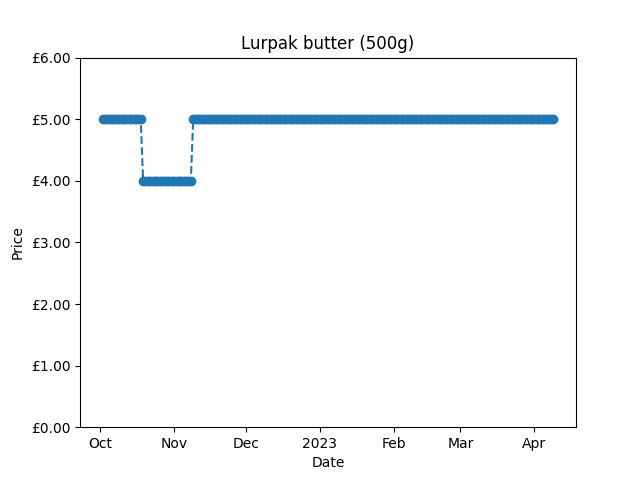 Lurpak butter (500g)
£6.00
£5.00
£4.00
£3.00
£2.00
£1.00
£0.00
Price
Oct Nov Dec 2023 Feb Mar Apr
Date